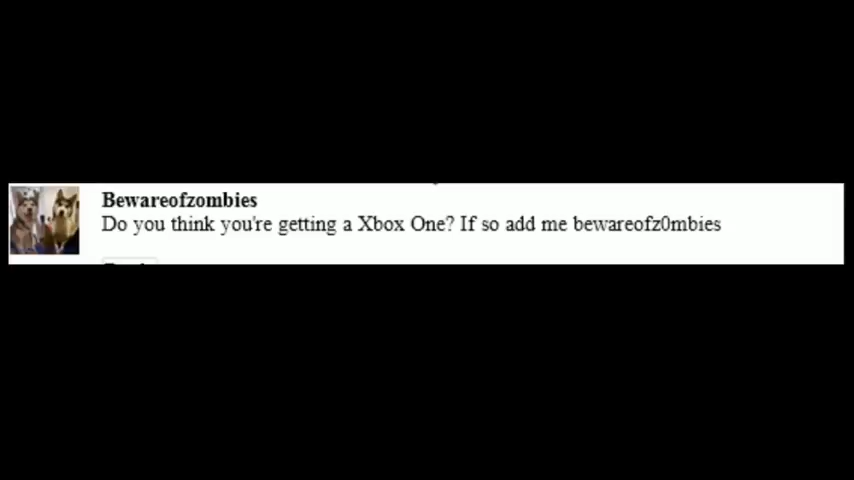 Bewareofzombies
Do you think you're getting a Xbox One? If so add me bewareofz0mbies